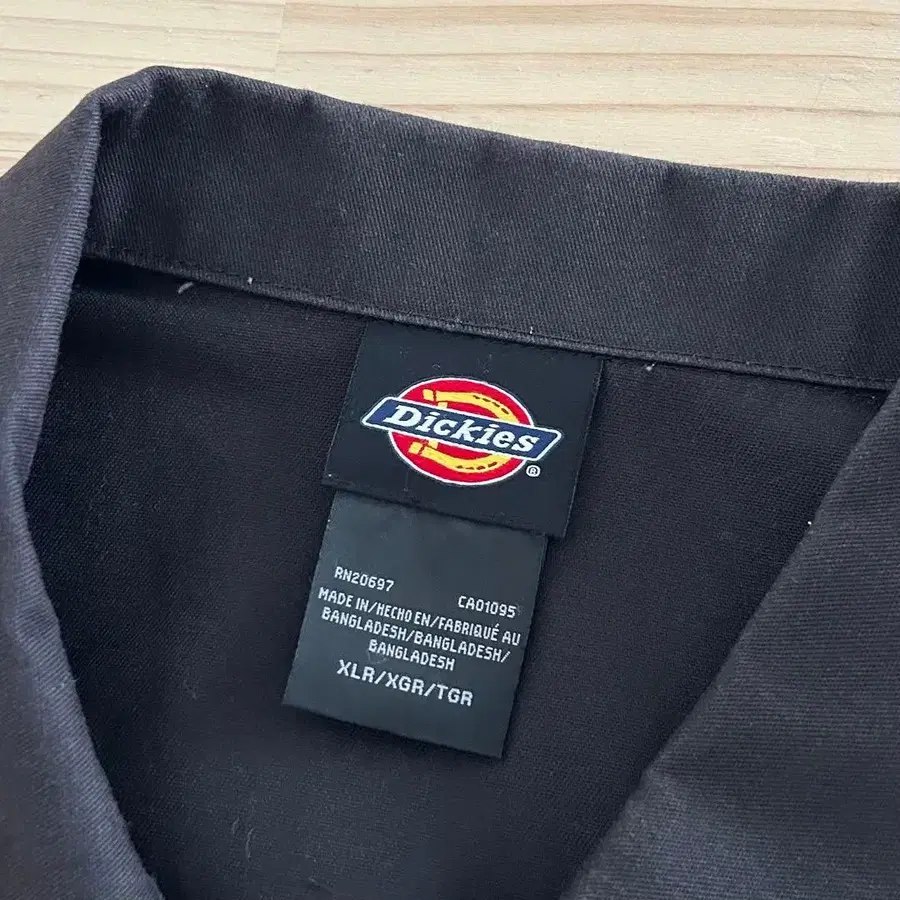 Dickies
®
RN20697
CA01095
MADE IN/HECHO EN/FABRIQUÉ AU
BANGLADESH/BANGLADESH/
BANGLADESH
XLR/XGR/TGR